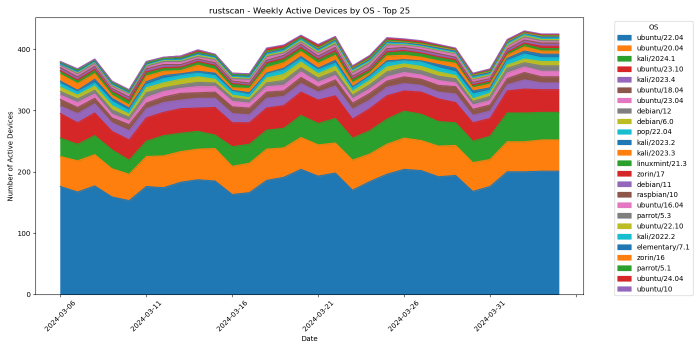 rustscan - Weekly Active Devices by OS - Top 25
Number of Active Devices
400
300
200
100
0
2024-03-06
2024-03-11
2024-03-16
2024-03-21
2024-03-26
2024-03-31
Date
OS
ubuntu/22.04
ubuntu/20.04
kali/2024.1
ubuntu/23.10
kali/2023.4
ubuntu/18.04
ubuntu/23.04
debian/12
debian/6.0
pop/22.04
kali/2023.2
kali/2023.3
linuxmint/21.3
zorin/17
debian/11
raspbian/10
ubuntu/16.04
parrot/5.3
ubuntu/22.10
kali/2022.2
elementary/7.1
zorin/16
parrot/5.1
ubuntu/24.04
ubuntu/10